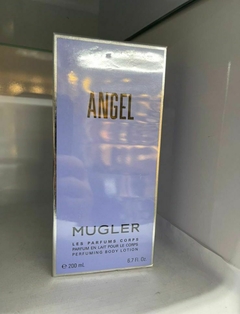 ANGEL
MUGLER
LES PARFUMS CORPS
PARFUM EN LAIT POUR LE CORPS
PERFUMING BODY LOTION
℮ 200 mL 6.7 Fl. Oz